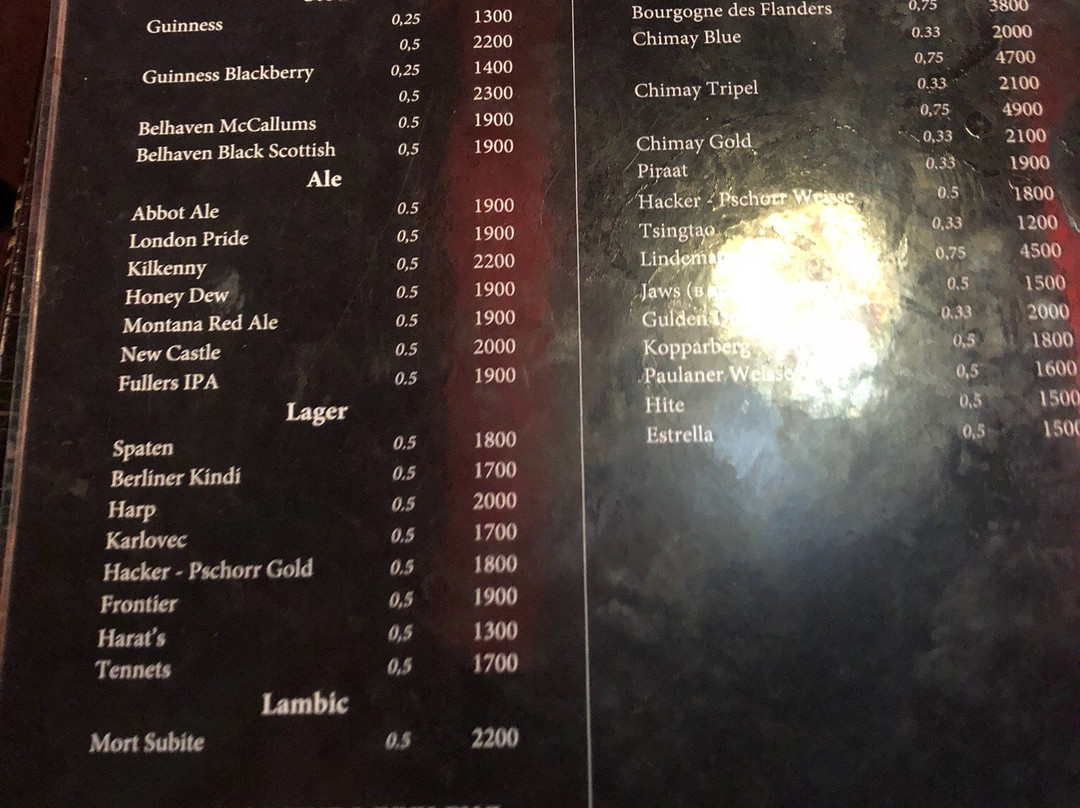 Guinness 0,25 1300
0,5 2200
Guinness Blackberry 0,25 1400
0,5 2300
Belhaven McCallums 0.5 1900
Belhaven Black Scottish 0,5 1900
Ale
Abbot Ale 0.5 1900
London Pride 0,5 1900
Kilkenny 0,5 2200
Honey Dew 0.5 1900
Montana Red Ale 0.5 1900
New Castle 0.5 2000
Fullers IPA 0.5 1900
Lager
Spaten 0.5 1800
Berliner Kindi 0.5 1700
Harp 0.5 2000
Karlovec 0.5 1700
Hacker - Pschorr Gold 0.5 1800
Frontier 0,5 1900
Harat's 0,5 1300
Tennets 0,5 1700
Lambic
Mort Subite 0.5 2200
Bourgogne des Flanders 0,75 3800
Chimay Blue 0.33 2000
0,75 4700
Chimay Tripel 0.33 2100
0,75 4900
Chimay Gold 0,33 2100
Piraat 0.33 1900
Hacker - Pschorr Weisse 0.5 1800
Tsingtao 0,33 1200
0,75 4500
Jaws 0.5 1500
Gulden 0.33 2000
Kopparberg 0,5 1800
Paulaner Weisse 0,5 1600
Hite 0,5 1500
Estrella 0,5 1500